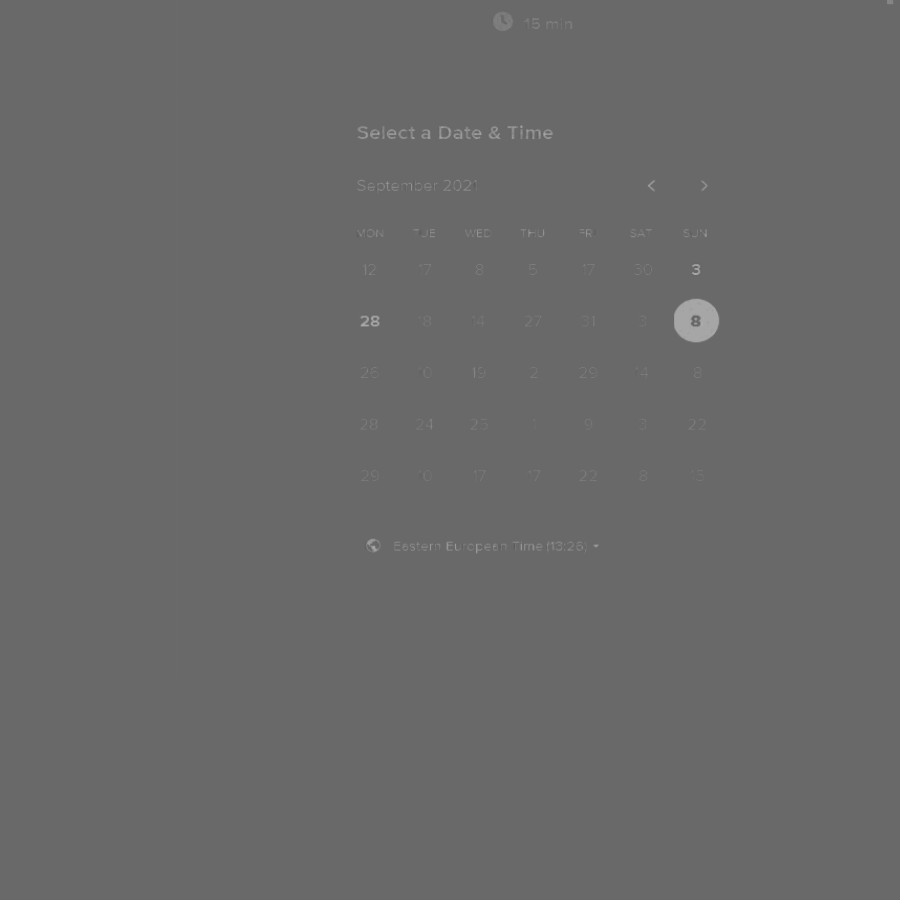 15 min
Select a Date & Time
September 2021
MON TUE WED THU FRI SAT SUN
12 17 8 5 17 30 3
28 18 14 27 31 3 8
26 10 19 2 29 14 8
28 24 25 1 9 3 22
29 10 17 17 22 8 15
Eastern European Time (13:26)